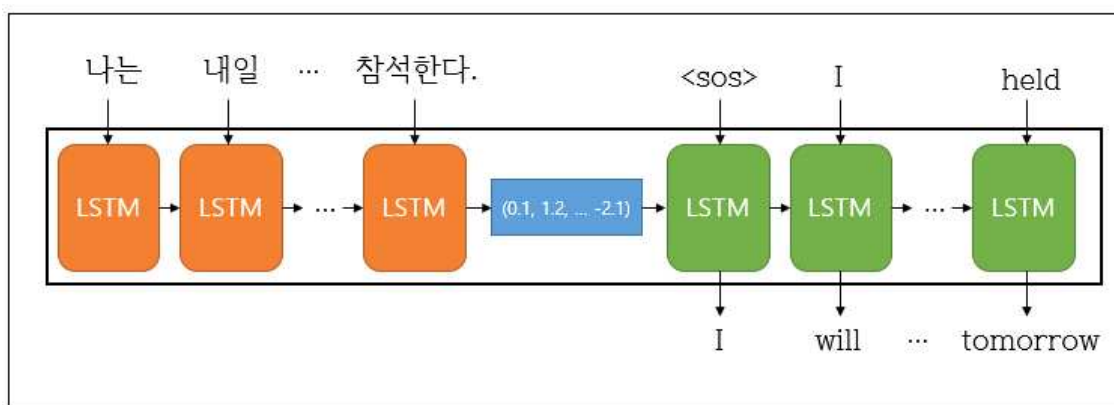 나는 내일 ... 참석한다. <sos> I held
LSTM LSTM ... LSTM (0.1, 1.2, ... -2.1) LSTM LSTM ... LSTM
I will ... tomorrow